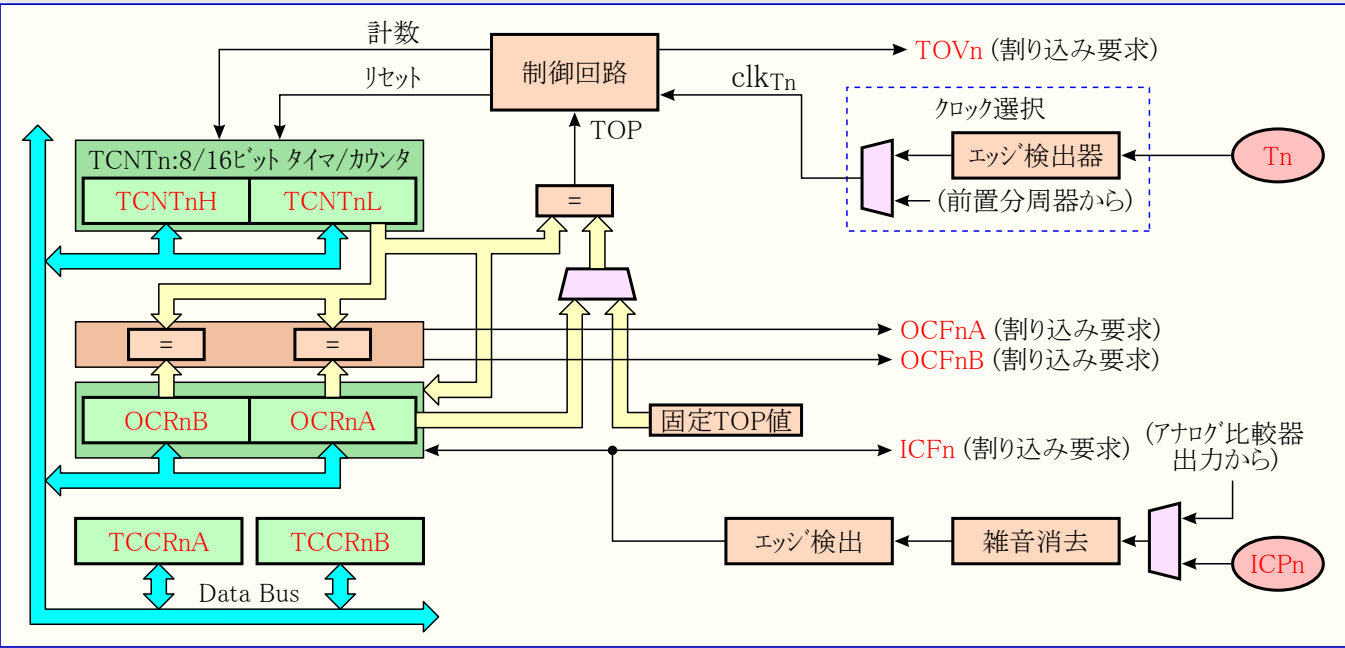 計数
TOVn (割り込み要求)
制御回路
リセット
clkTn
クロック選択
TOP
TCNTn:8/16ビット タイマ/カウンタ
エッジ検出器
Tn
TCNTnH
TCNTnL
=
(前置分周器から)
OCFnA (割り込み要求)
=
=
OCFnB (割り込み要求)
OCRnB
OCRnA
固定TOP値
ICFn (割り込み要求)
(アナログ比較器
出力から)
TCCRnA
TCCRnB
エッジ検出
雑音消去
ICPn
Data Bus